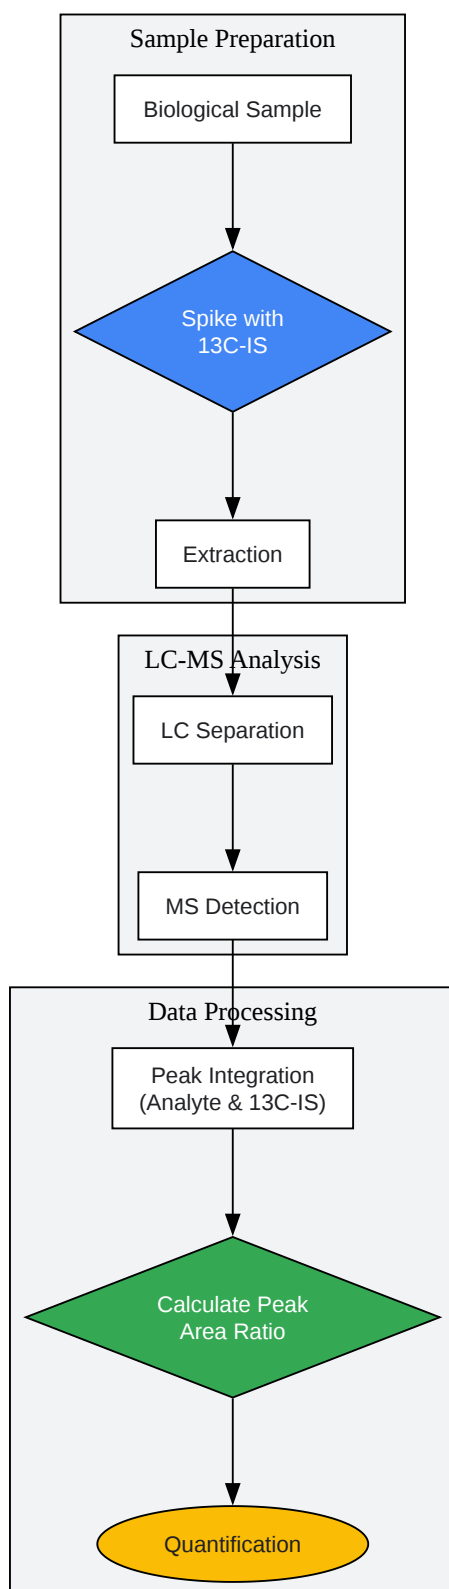 Sample Preparation
Biological Sample
Spike with
13C-IS
Extraction
LC-MS Analysis
LC Separation
MS Detection
Data Processing
Peak Integration
(Analyte & 13C-IS)
Calculate Peak
Area Ratio
Quantification